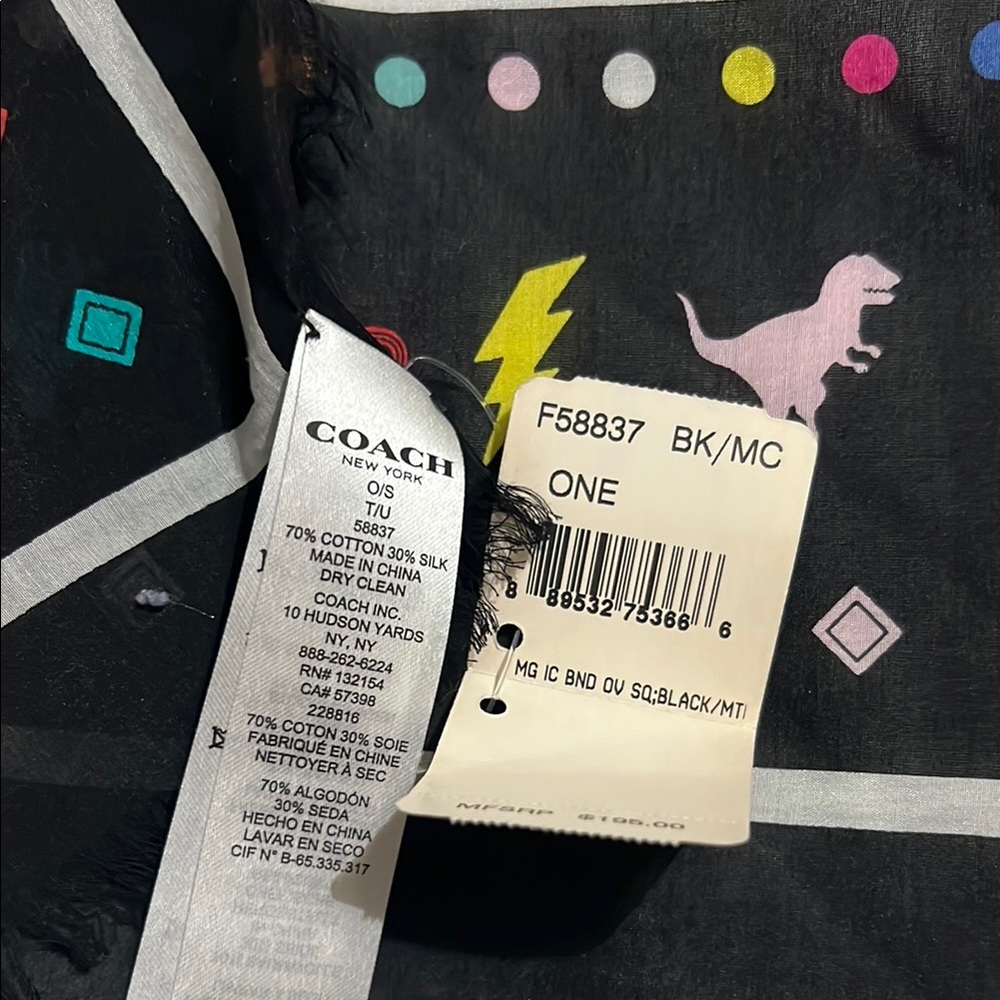 COACH
NEW YORK
O/S
T/U
58837
70% COTTON 30% SILK
MADE IN CHINA
DRY CLEAN
COACH INC.
10 HUDSON YARDS
NY, NY
888-262-6224
RN# 132154
CA# 57398
228816
70% COTON 30% SOIE
FABRIQUÉ EN CHINE
NETTOYER À SEC
70% ALGODÓN
30% SEDA
HECHO EN CHINA
LAVAR EN SECO
CIF N° B-65.335.317
F58837 BK/MC
ONE
8 89532 75366 6
MG IC BND OV SQ;BLACK/MTI
MFSRP $195.00